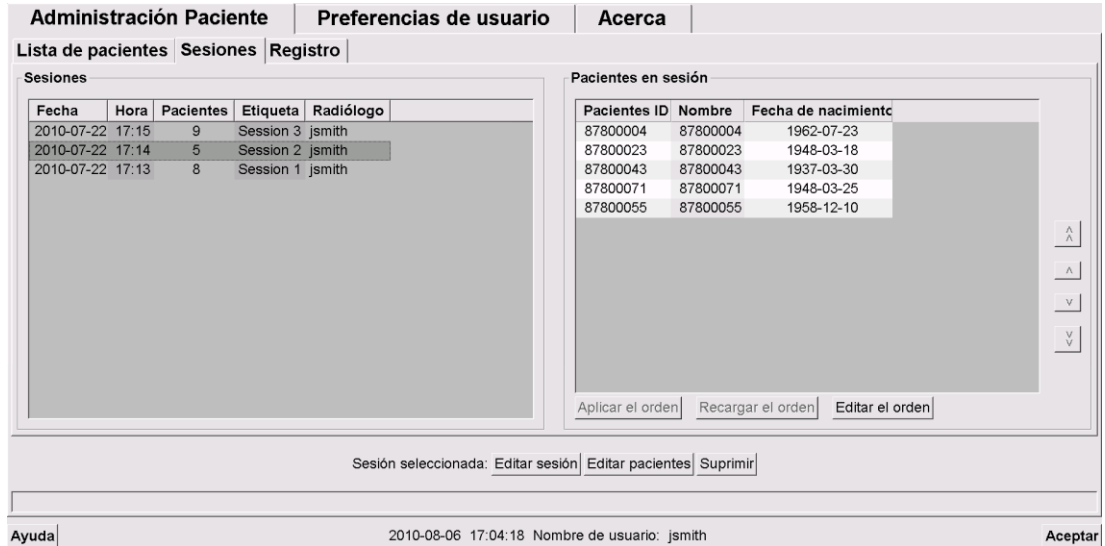 Administración Paciente Preferencias de usuario Acerca
Lista de pacientes Sesiones Registro
Sesiones
Fecha Hora Pacientes Etiqueta Radiólogo
2010-07-22 17:15 9 Session 3 jsmith
2010-07-22 17:14 5 Session 2 jsmith
2010-07-22 17:13 8 Session 1 jsmith
Pacientes en sesión
Pacientes ID Nombre Fecha de nacimiento
87800004 87800004 1962-07-23
87800023 87800023 1948-03-18
87800043 87800043 1937-03-30
87800071 87800071 1948-03-25
87800055 87800055 1958-12-10
Aplicar el orden Recargar el orden Editar el orden
Sesión seleccionada: Editar sesión Editar pacientes Suprimir
Ayuda 2010-08-06 17:04:18 Nombre de usuario: jsmith Aceptar